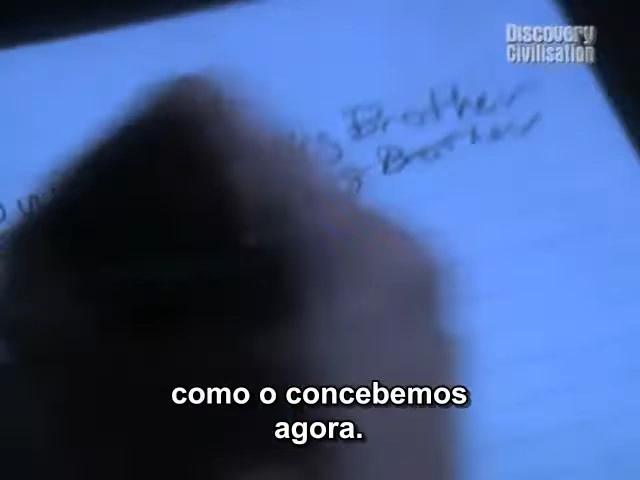 Discovery
Civilisation
Brother
Brother
como o concebemos
agora.